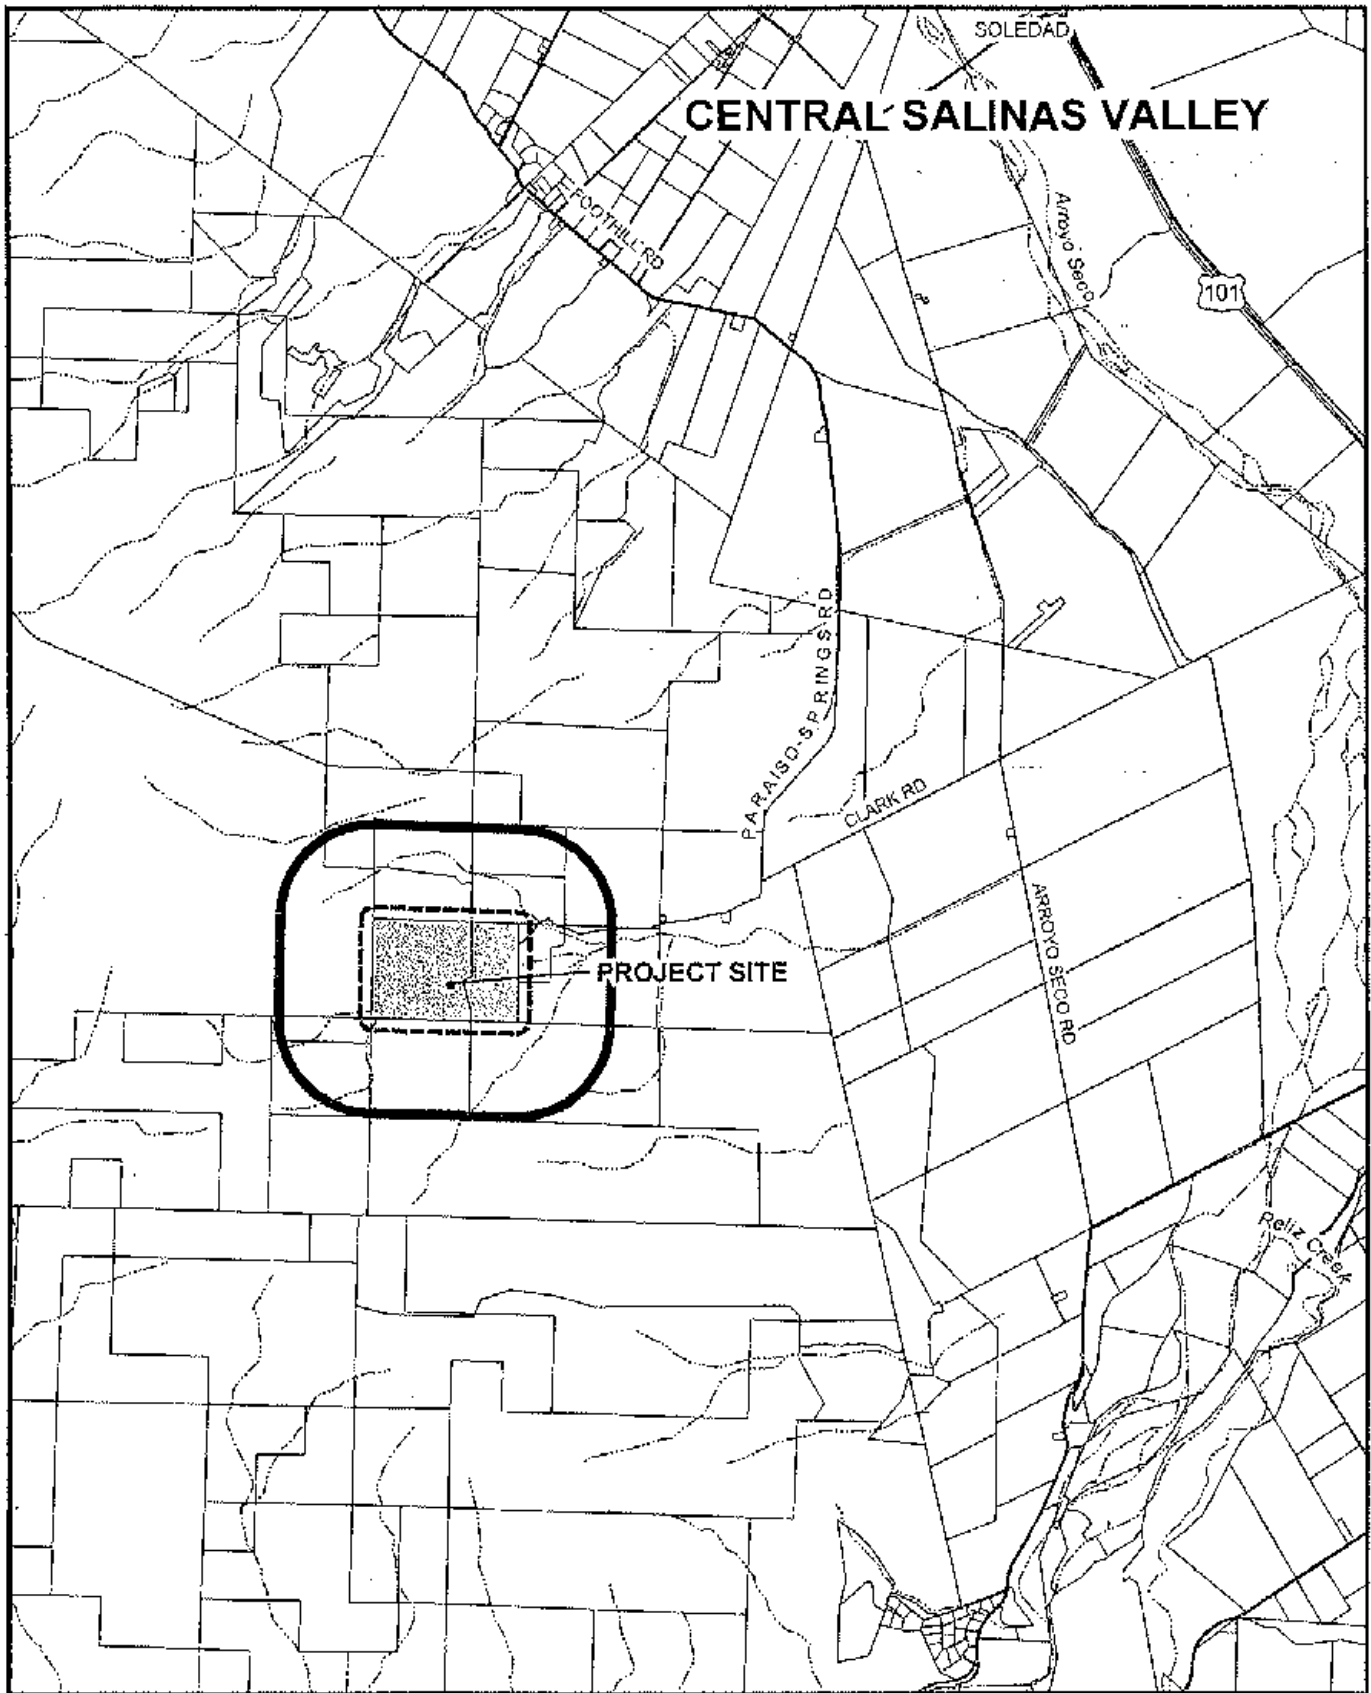 SOLEDAD
CENTRAL SALINAS VALLEY
FOOTHILL RD
Arroyo Seco
101
PARAISO-SPRINGS RD
CLARK RD
ARROYO SECO RD
PROJECT SITE
Reliz Creek